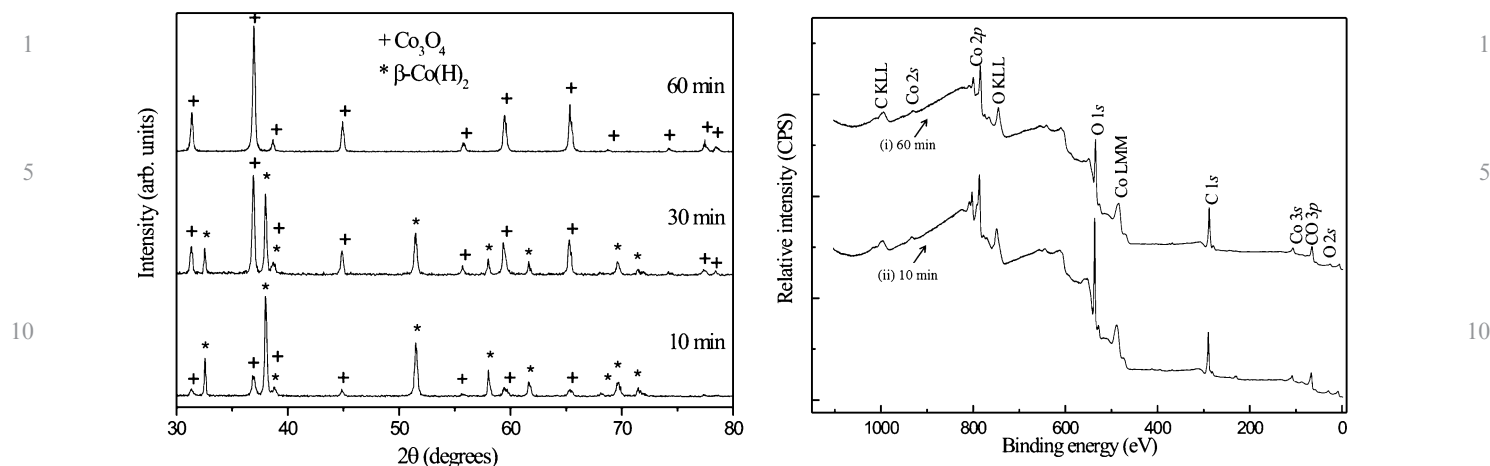 1
5
10
+ Co3O4
* β-Co(H)2
60 min
30 min
10 min
Intensity (arb. units)
30 40 50 60 70 80
2θ (degrees)
C KLL
Co 2s
Co 2p
O KLL
O 1s
Co LMM
C 1s
Co 3s
CO 3p
O 2s
(i) 60 min
(ii) 10 min
Relative intensity (CPS)
1000 800 600 400 200 0
Binding energy (eV)
1
5
10